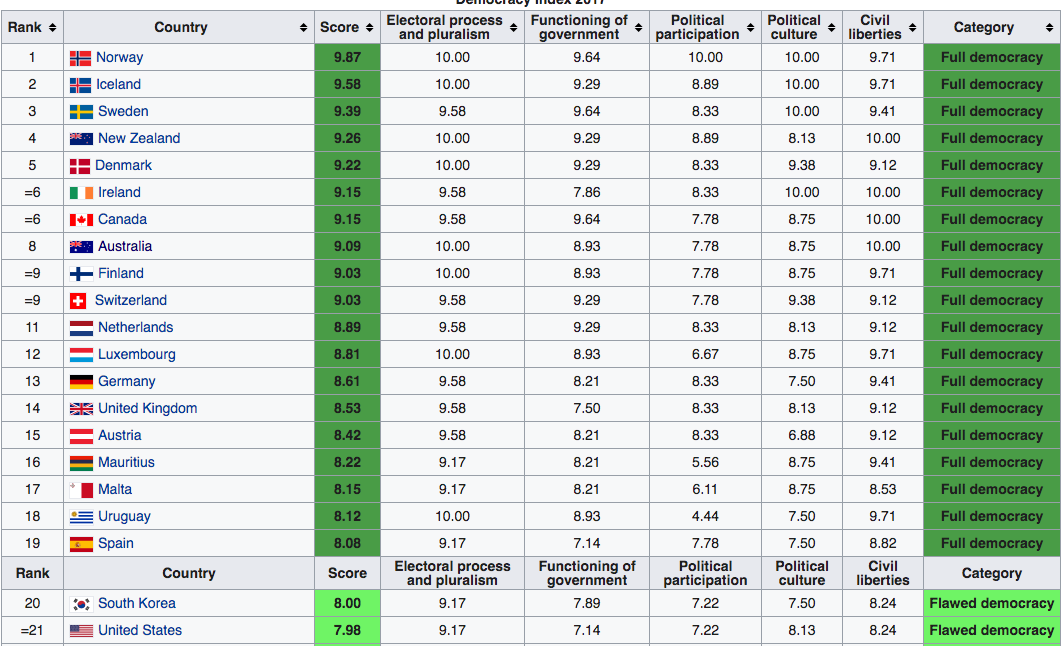 Democracy Index 2017
Rank Country Score Electoral process and pluralism Functioning of government Political participation Political culture Civil liberties Category
1 Norway 9.87 10.00 9.64 10.00 10.00 9.71 Full democracy
2 Iceland 9.58 10.00 9.29 8.89 10.00 9.71 Full democracy
3 Sweden 9.39 9.58 9.64 8.33 10.00 9.41 Full democracy
4 New Zealand 9.26 10.00 9.29 8.89 8.13 10.00 Full democracy
5 Denmark 9.22 10.00 9.29 8.33 9.38 9.12 Full democracy
=6 Ireland 9.15 9.58 7.86 8.33 10.00 10.00 Full democracy
=6 Canada 9.15 9.58 9.64 7.78 8.75 10.00 Full democracy
8 Australia 9.09 10.00 8.93 7.78 8.75 10.00 Full democracy
=9 Finland 9.03 10.00 8.93 7.78 8.75 9.71 Full democracy
=9 Switzerland 9.03 9.58 9.29 7.78 9.38 9.12 Full democracy
11 Netherlands 8.89 9.58 9.29 8.33 8.13 9.12 Full democracy
12 Luxembourg 8.81 10.00 8.93 6.67 8.75 9.71 Full democracy
13 Germany 8.61 9.58 8.21 8.33 7.50 9.41 Full democracy
14 United Kingdom 8.53 9.58 7.50 8.33 8.13 9.12 Full democracy
15 Austria 8.42 9.58 8.21 8.33 6.88 9.12 Full democracy
16 Mauritius 8.22 9.17 8.21 5.56 8.75 9.41 Full democracy
17 Malta 8.15 9.17 8.21 6.11 8.75 8.53 Full democracy
18 Uruguay 8.12 10.00 8.93 4.44 7.50 9.71 Full democracy
19 Spain 8.08 9.17 7.14 7.78 7.50 8.82 Full democracy
Rank Country Score Electoral process and pluralism Functioning of government Political participation Political culture Civil liberties Category
20 South Korea 8.00 9.17 7.89 7.22 7.50 8.24 Flawed democracy
=21 United States 7.98 9.17 7.14 7.22 8.13 8.24 Flawed democracy